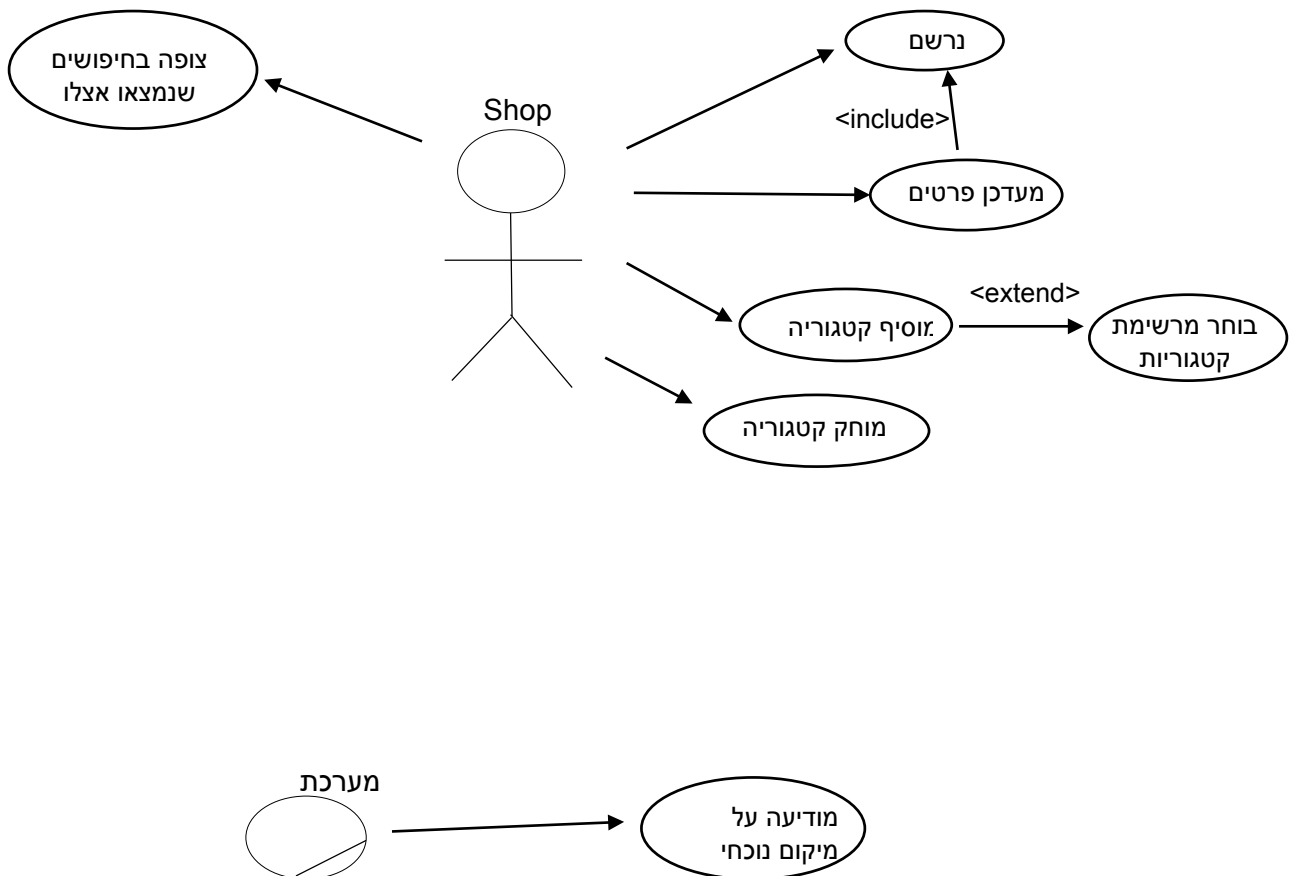 צופה בחיפושים
שנמצאו אצלו
Shop
נרשם
<include>
מעדכן פרטים
<extend>
מוסיף קטגוריה
בוחר מרשימת
קטגוריות
מוחק קטגוריה
מערכת
מודיעה על
מיקום נוכחי